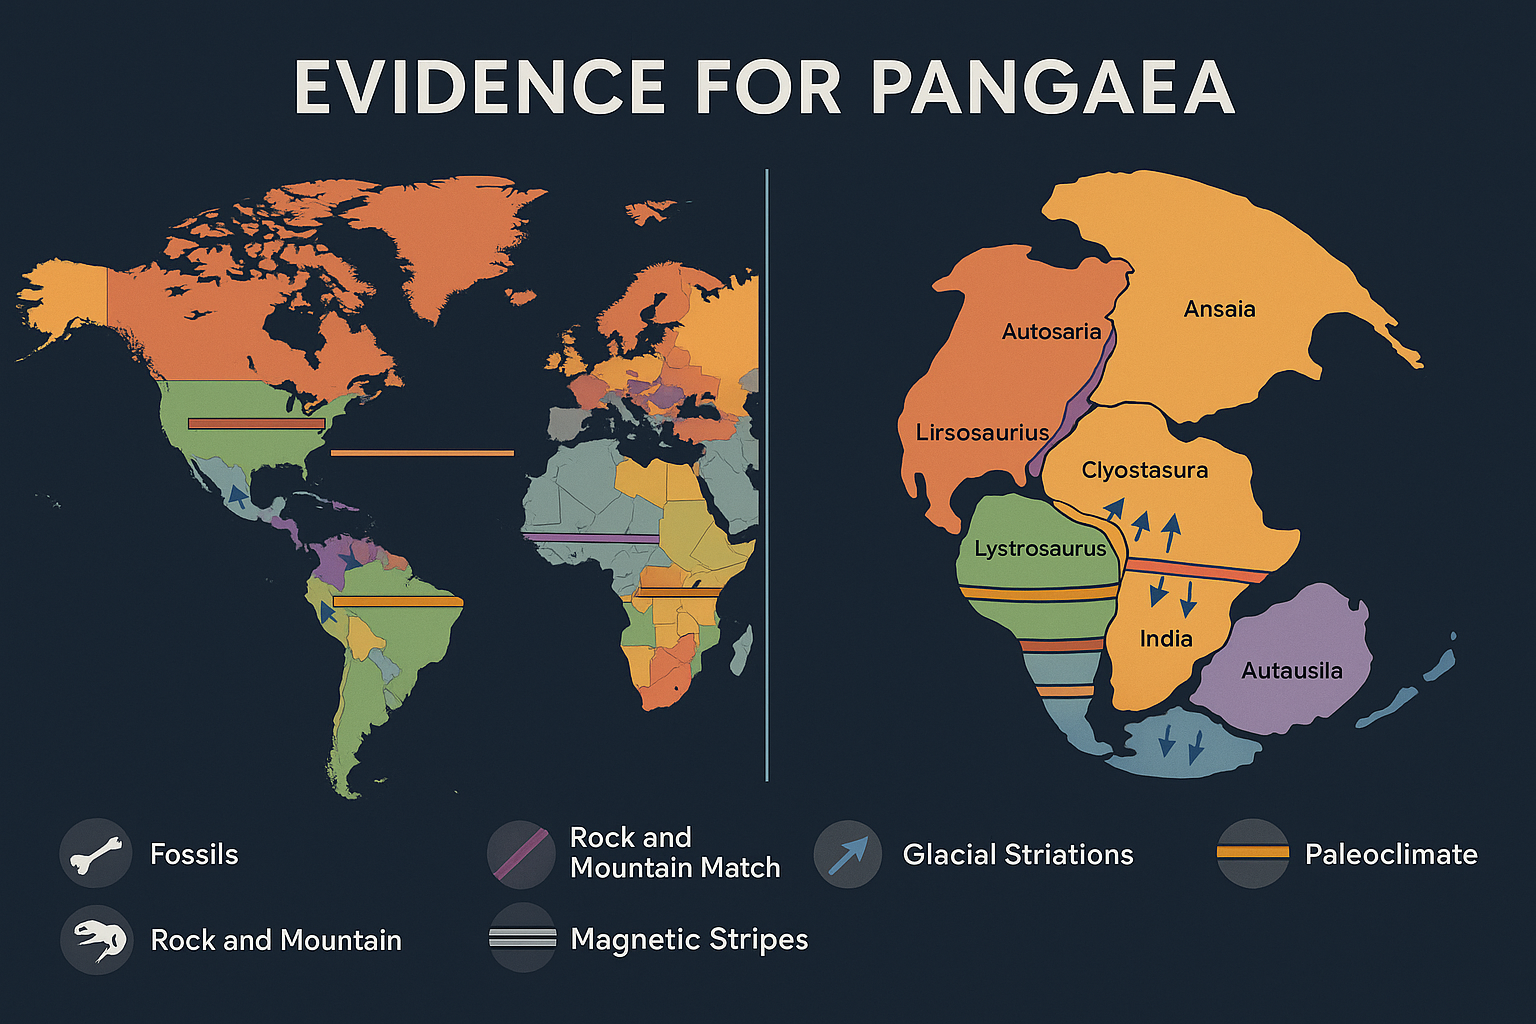 EVIDENCE FOR PANGAEA
Ansaia
Autosaria
Lirsosaurius
Clyostasura
Lystrosaurus
India
Autausila
Fossils
Rock and
Mountain Match
Glacial Striations
Paleoclimate
Rock and Mountain
Magnetic Stripes